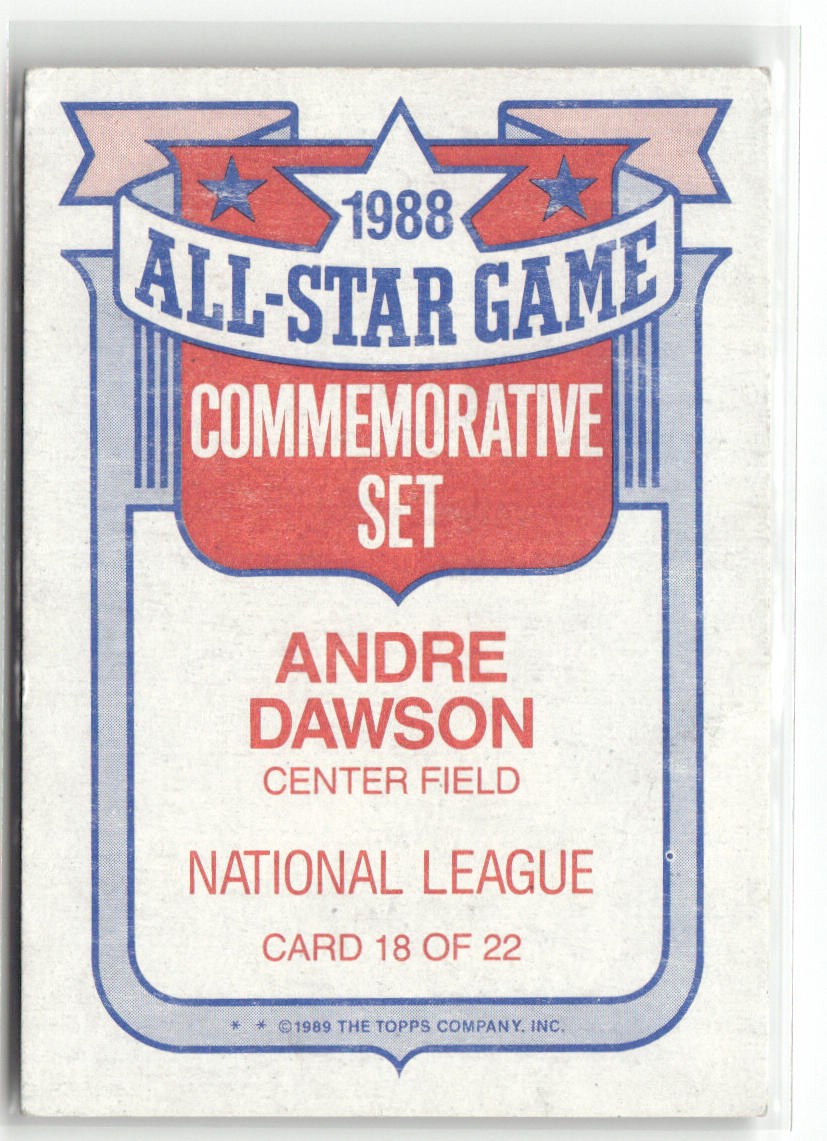 1988
ALL-STAR GAME
COMMEMORATIVE
SET
ANDRE
DAWSON
CENTER FIELD
NATIONAL LEAGUE
CARD 18 OF 22
* * ©1989 THE TOPPS COMPANY, INC.